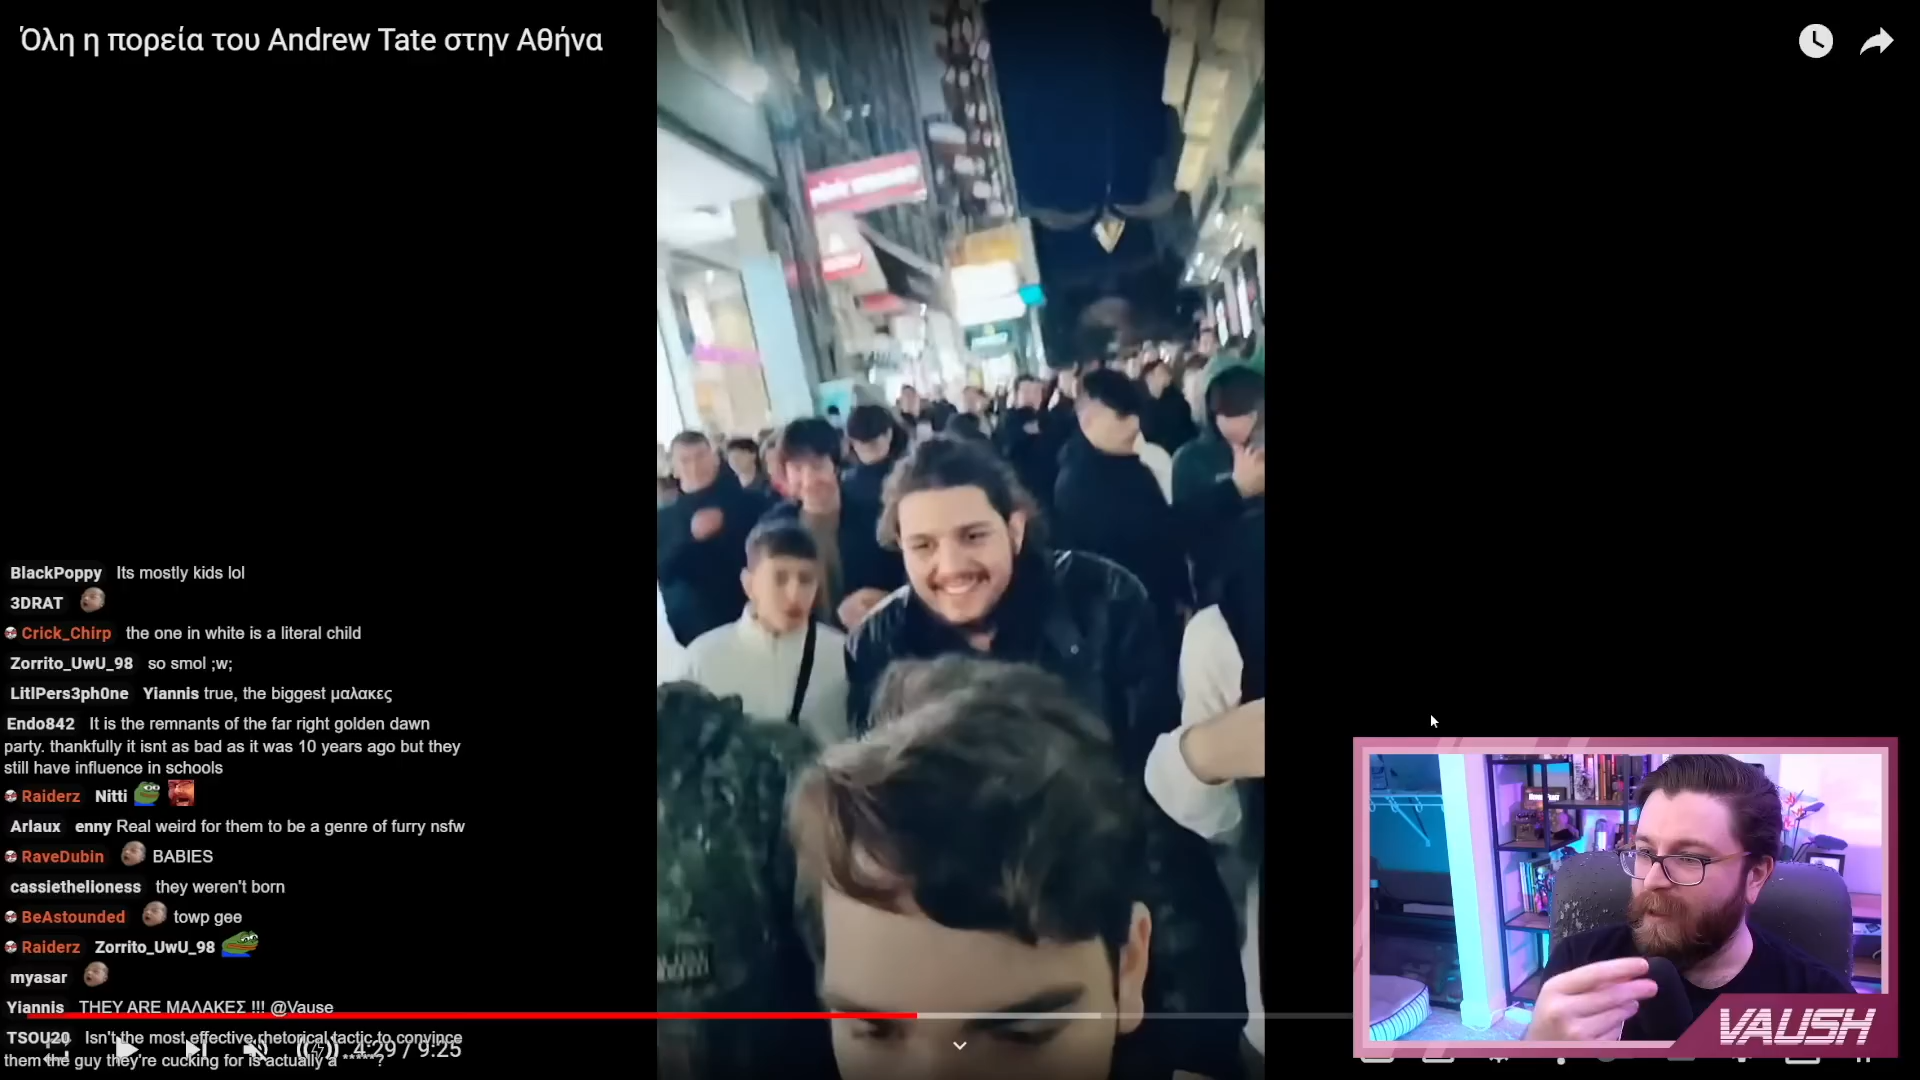 Όλη η πορεία του Andrew Tate στην Αθήνα
BlackPoppy Its mostly kids lol
3DRAT
Crick_Chirp the one in white is a literal child
Zorrito_UwU_98 so smol ;w;
LitlPers3ph0ne Yiannis true, the biggest μαλακες
Endo842 It is the remnants of the far right golden dawn
party. thankfully it isnt as bad as it was 10 years ago but they
still have influence in schools
Raiderz Nitti
Arlaux enny Real weird for them to be a genre of furry nsfw
RaveDubin BABIES
cassiethelioness they weren't born
BeAstounded towp gee
Raiderz Zorrito_UwU_98
myasar
Yiannis THEY ARE ΜΑΛΑΚΕΣ !!! @Vause
TSOU20 Isn't the most effective rhetorical tactic to convince
them the guy they're cucking for is actually a *****?
4:29 / 9:25
VAUSH